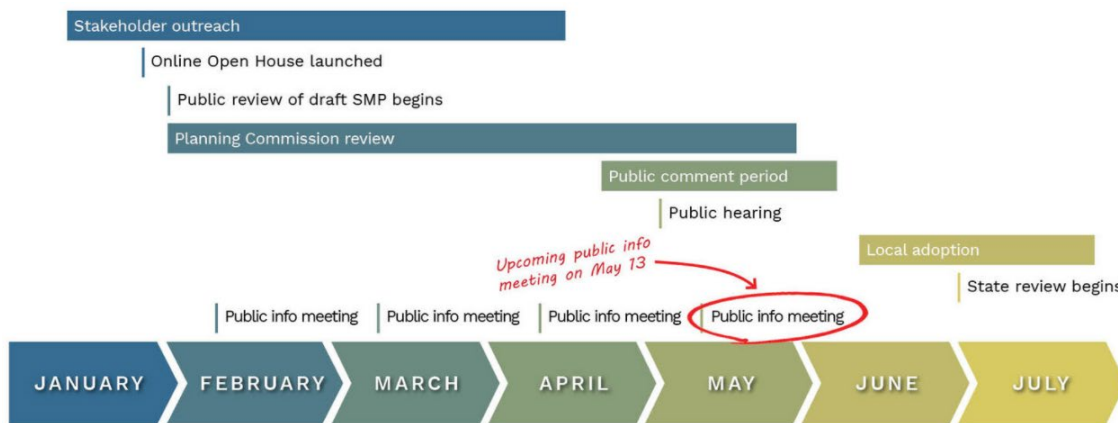 Stakeholder outreach
Online Open House launched
Public review of draft SMP begins
Planning Commission review
Public comment period
Public hearing
Upcoming public info
meeting on May 13
Local adoption
State review begins
Public info meeting
Public info meeting
Public info meeting
Public info meeting
JANUARY
FEBRUARY
MARCH
APRIL
MAY
JUNE
JULY